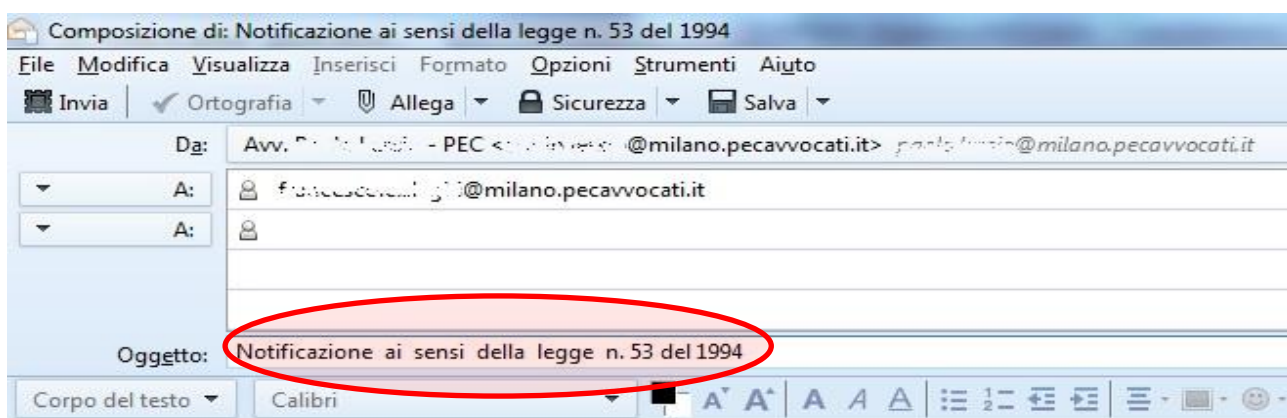 Composizione di: Notificazione ai sensi della legge n. 53 del 1994
File Modifica Visualizza Inserisci Formato Opzioni Strumenti Aiuto
Invia Ortografia Allega Sicurezza Salva
Da: Avv. - PEC < @milano.pecavvocati.it> @milano.pecavvocati.it
A: @milano.pecavvocati.it
A:
Oggetto: Notificazione ai sensi della legge n. 53 del 1994
Corpo del testo Calibri